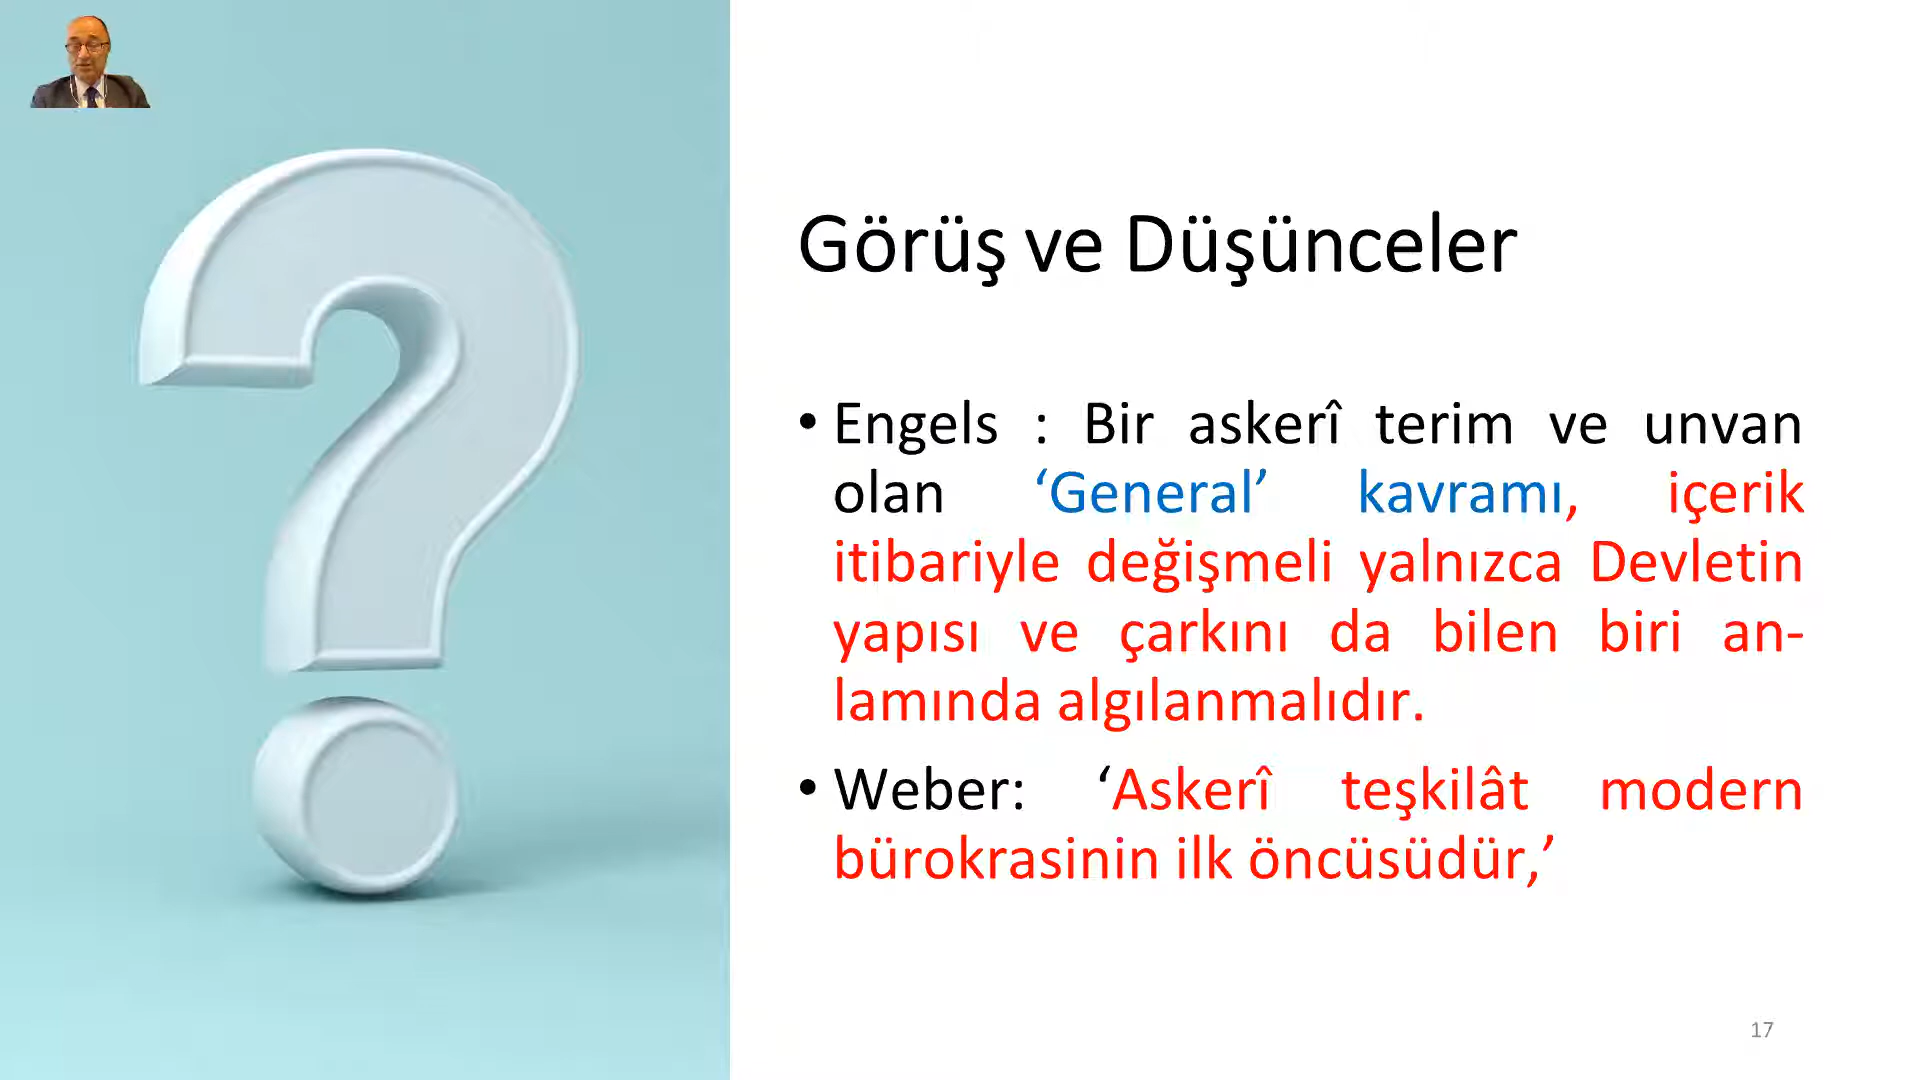 Görüş ve Düşünceler
• Engels : Bir askerî terim ve unvan
olan ‘General’ kavramı, içerik
itibariyle değişmeli yalnızca Devletin
yapısı ve çarkını da bilen biri an-
lamında algılanmalıdır.
• Weber: ‘Askerî teşkilât modern
bürokrasinin ilk öncüsüdür,’
17